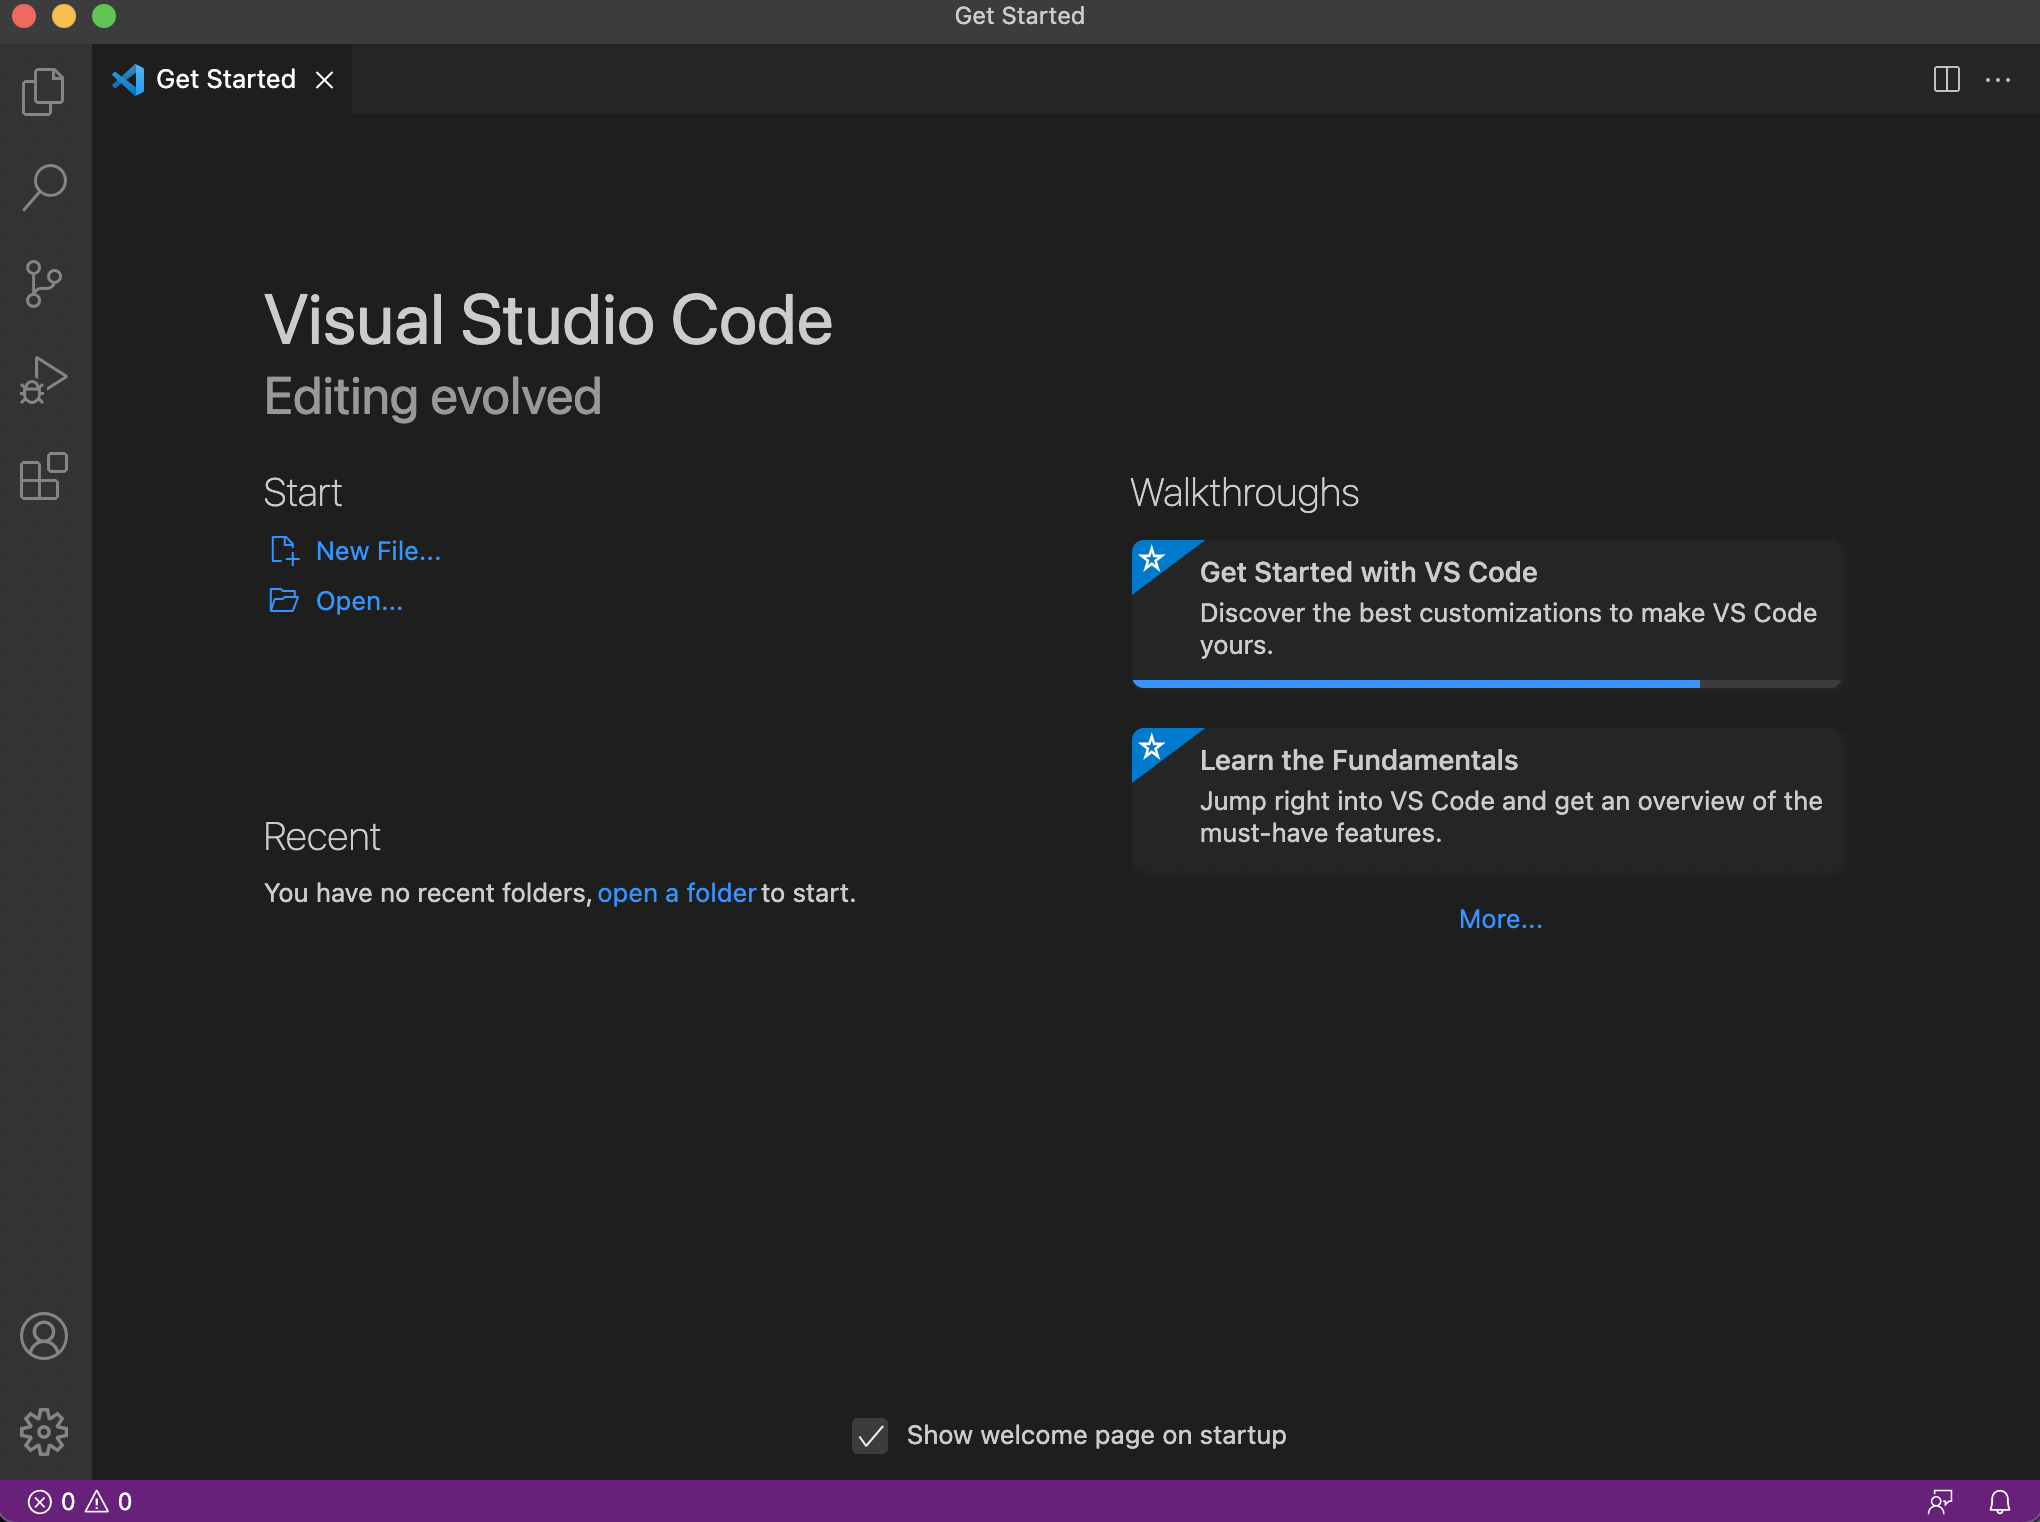 Get Started
Get Started
Visual Studio Code
Editing evolved
Start
New File...
Open...
Recent
You have no recent folders, open a folder to start.
Walkthroughs
Get Started with VS Code
Discover the best customizations to make VS Code
yours.
Learn the Fundamentals
Jump right into VS Code and get an overview of the
must-have features.
More...
Show welcome page on startup
0 0